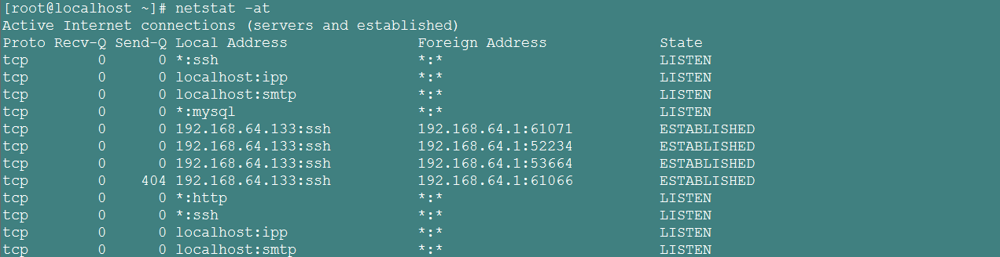 [root@localhost ~]# netstat -at
Active Internet connections (servers and established)
Proto Recv-Q Send-Q Local Address               Foreign Address             State
tcp        0      0 *:ssh                       *:*                         LISTEN
tcp        0      0 localhost:ipp               *:*                         LISTEN
tcp        0      0 localhost:smtp              *:*                         LISTEN
tcp        0      0 *:mysql                     *:*                         LISTEN
tcp        0      0 192.168.64.133:ssh          192.168.64.1:61071          ESTABLISHED
tcp        0      0 192.168.64.133:ssh          192.168.64.1:52234          ESTABLISHED
tcp        0      0 192.168.64.133:ssh          192.168.64.1:53664          ESTABLISHED
tcp        0    404 192.168.64.133:ssh          192.168.64.1:61066          ESTABLISHED
tcp        0      0 *:http                      *:*                         LISTEN
tcp        0      0 *:ssh                       *:*                         LISTEN
tcp        0      0 localhost:ipp               *:*                         LISTEN
tcp        0      0 localhost:smtp              *:*                         LISTEN